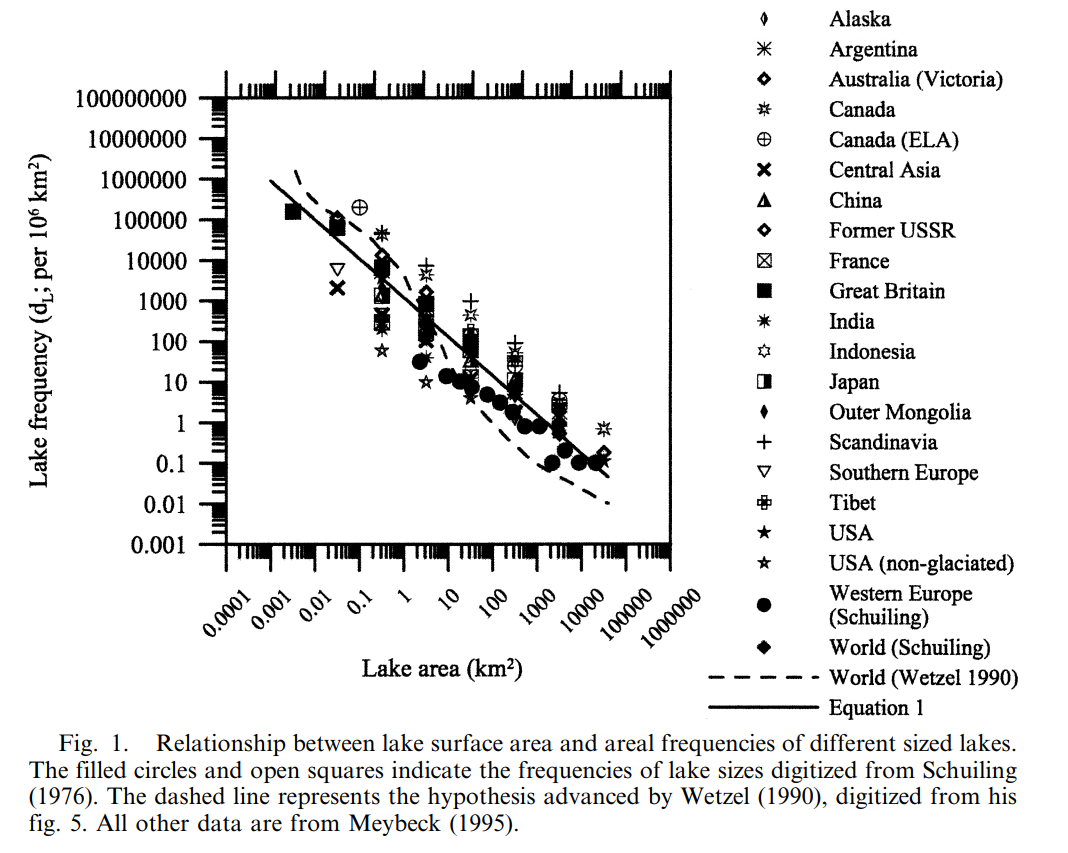 Lake frequency (dL; per 10⁶ km²)
100000000
10000000
1000000
100000
10000
1000
100
10
1
0.1
0.01
0.001
0.0001
0.001
0.01
0.1
1
10
100
1000
10000
100000
1000000
Lake area (km²)
Alaska
Argentina
Australia (Victoria)
Canada
Canada (ELA)
Central Asia
China
Former USSR
France
Great Britain
India
Indonesia
Japan
Outer Mongolia
Scandinavia
Southern Europe
Tibet
USA
USA (non-glaciated)
Western Europe
(Schuiling)
World (Schuiling)
World (Wetzel 1990)
Equation 1
Fig. 1. Relationship between lake surface area and areal frequencies of different sized lakes.
The filled circles and open squares indicate the frequencies of lake sizes digitized from Schuiling
(1976). The dashed line represents the hypothesis advanced by Wetzel (1990), digitized from his
fig. 5. All other data are from Meybeck (1995).